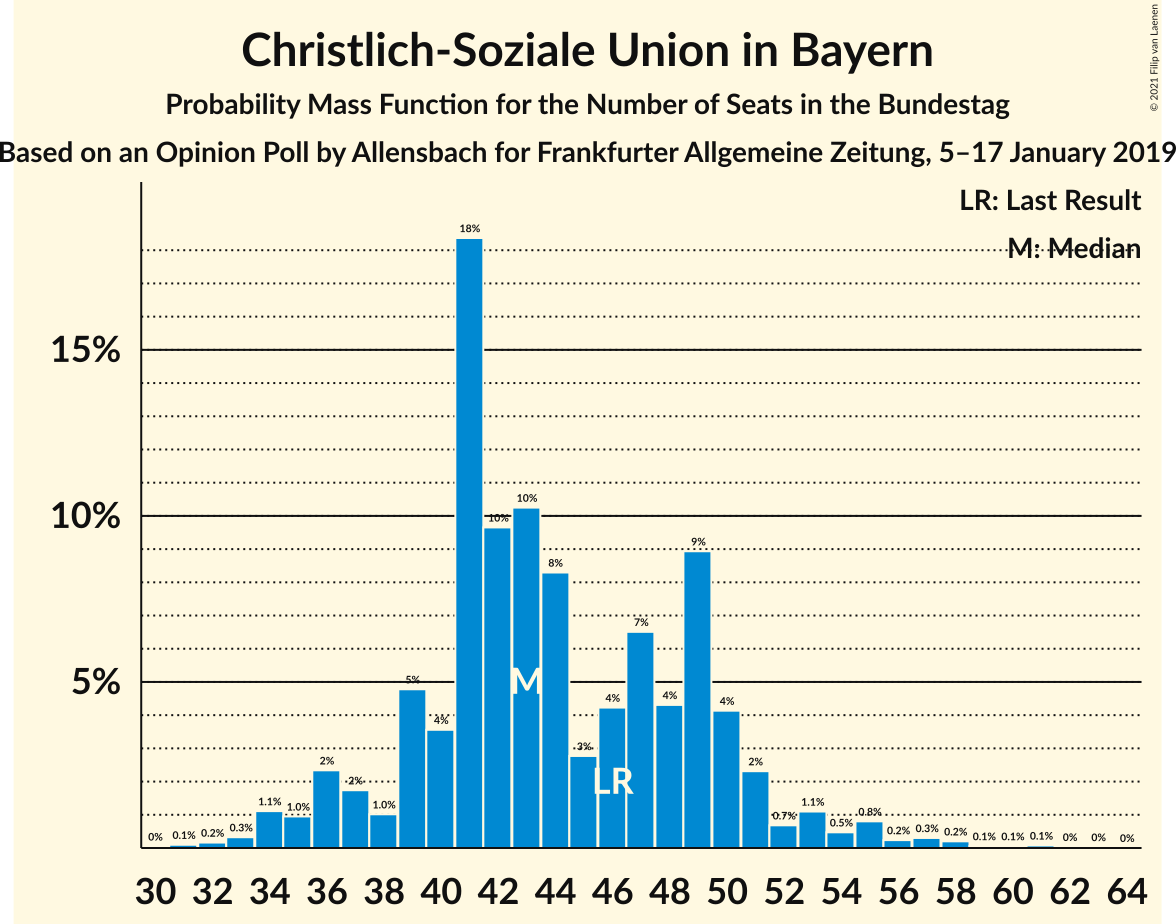 Christlich-Soziale Union in Bayern
Probability Mass Function for the Number of Seats in the Bundestag
Based on an Opinion Poll by Allensbach for Frankfurter Allgemeine Zeitung, 5–17 January 2019
© 2021 Filip van Laenen
LR: Last Result
M: Median
18%
15%
10%
10%
10%
9%
8%
7%
5%
5%
M
4%
4%
4%
4%
3%
LR
2%
2%
2%
0% 0.1% 0.2% 0.3% 1.1% 1.0% 1.0% 0.7% 1.1% 0.5% 0.8% 0.2% 0.3% 0.2% 0.1% 0.1% 0.1% 0% 0% 0%
30 32 34 36 38 40 42 44 46 48 50 52 54 56 58 60 62 64